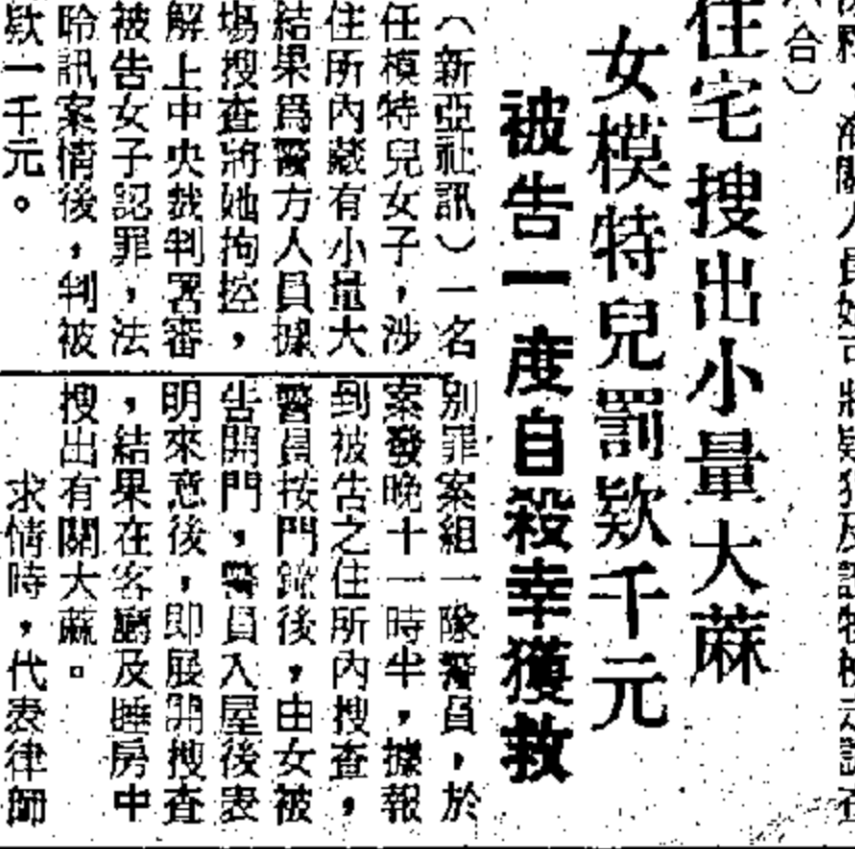 合）
住宅搜出小量大蔴
女模特兒罰欵千元
被告一度自殺幸獲救
（新亞社訊）一名
任模特兒女子，涉
住所內藏有小量大
結果爲警方人員據
塲搜查將她拘控，
解上中央裁判署審
被告女子認罪，法
聆訊案情後，判被
欵一千元。
別罪案組一隊警員，於
案發晚十一時半，據報
到被告之住所內搜查，
警員按門鐘後，由女被
告開門，警員入屋後表
明來意後，即展開搜查
，結果在客廳及睡房中
搜出有關大蔴。
求情時，代表律師